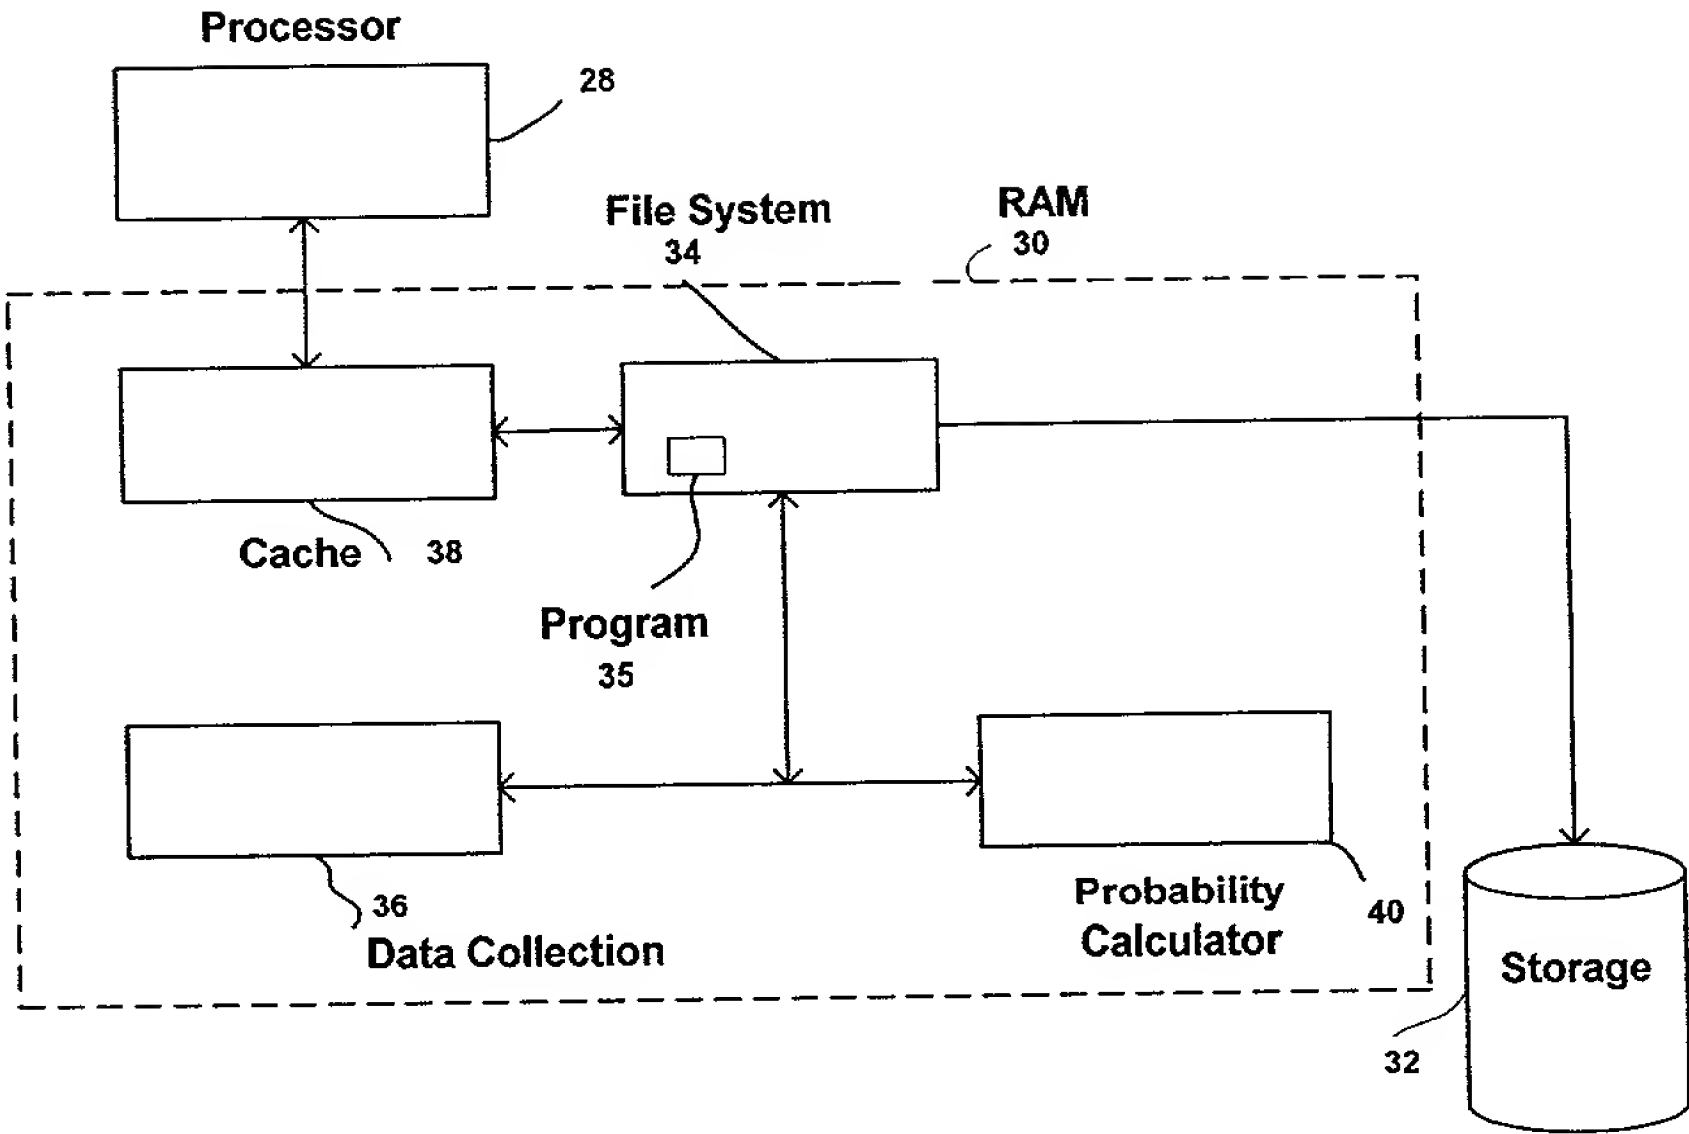 Processor
28
File System
34
RAM
30
Cache
38
Program
35
36
Data Collection
Probability
Calculator
40
Storage
32